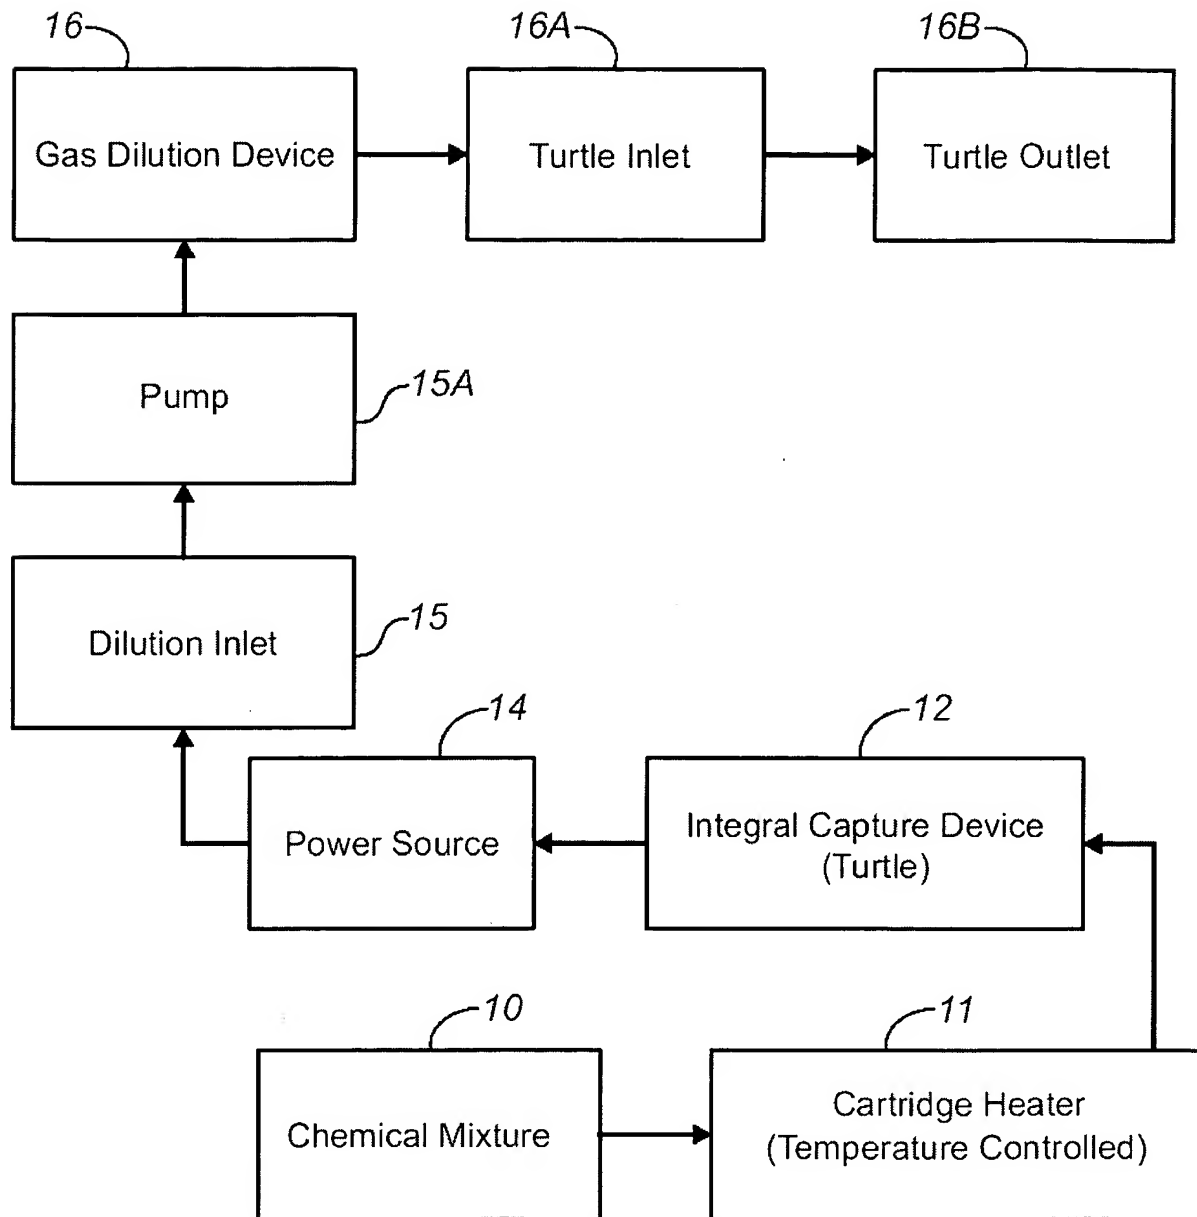 16
16A
16B
Gas Dilution Device
Turtle Inlet
Turtle Outlet
Pump
15A
Dilution Inlet
15
14
12
Power Source
Integral Capture Device
(Turtle)
10
11
Chemical Mixture
Cartridge Heater
(Temperature Controlled)